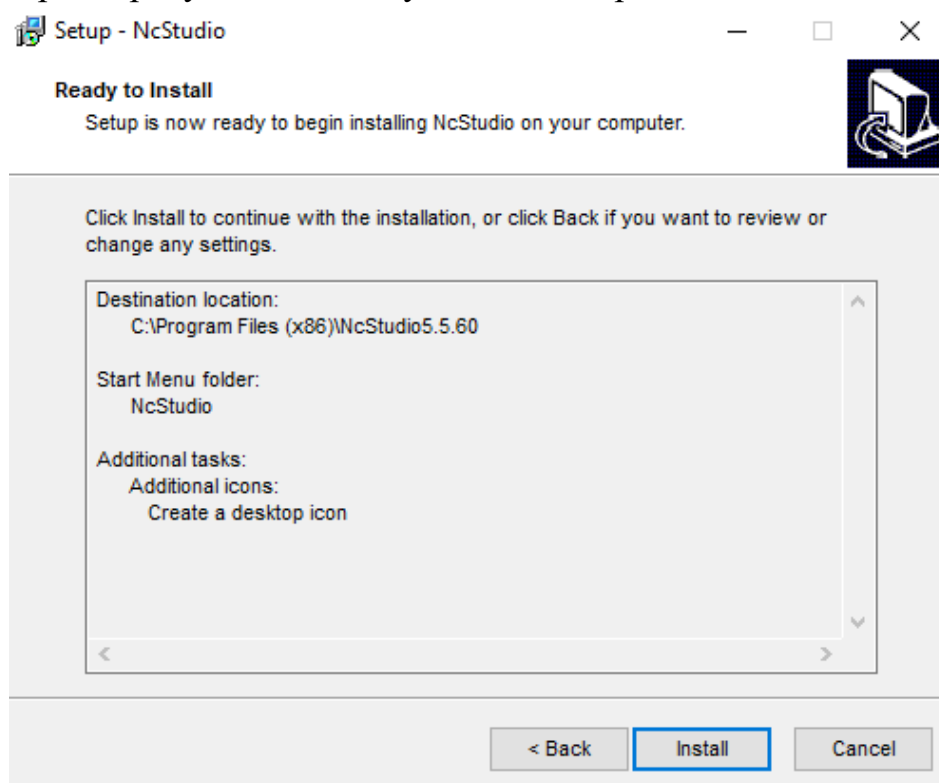 Setup - NcStudio
Ready to Install
Setup is now ready to begin installing NcStudio on your computer.
Click Install to continue with the installation, or click Back if you want to review or
change any settings.
Destination location:
C:\Program Files (x86)\NcStudio5.5.60
Start Menu folder:
NcStudio
Additional tasks:
Additional icons:
Create a desktop icon
< Back
Install
Cancel